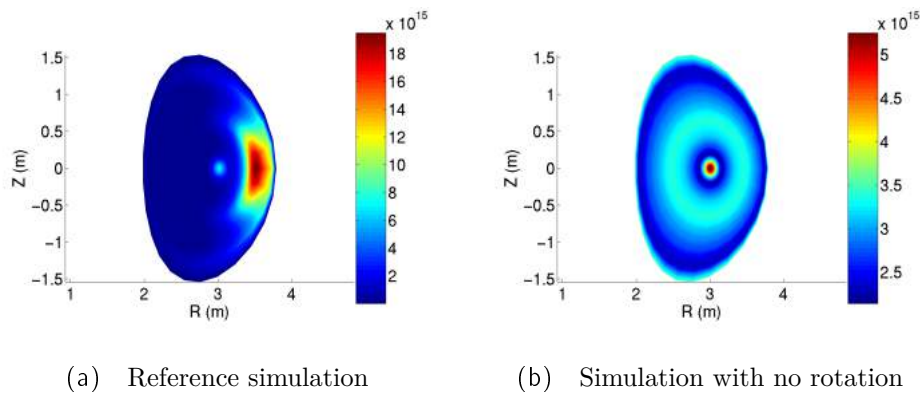 x 10^15
1.5
1
0.5
0
−0.5
−1
−1.5
Z (m)
1 2 3 4
R (m)
18
16
14
12
10
8
6
4
2
x 10^15
1.5
1
0.5
0
−0.5
−1
−1.5
Z (m)
1 2 3 4
R (m)
5
4.5
4
3.5
3
2.5
(a) Reference simulation
(b) Simulation with no rotation